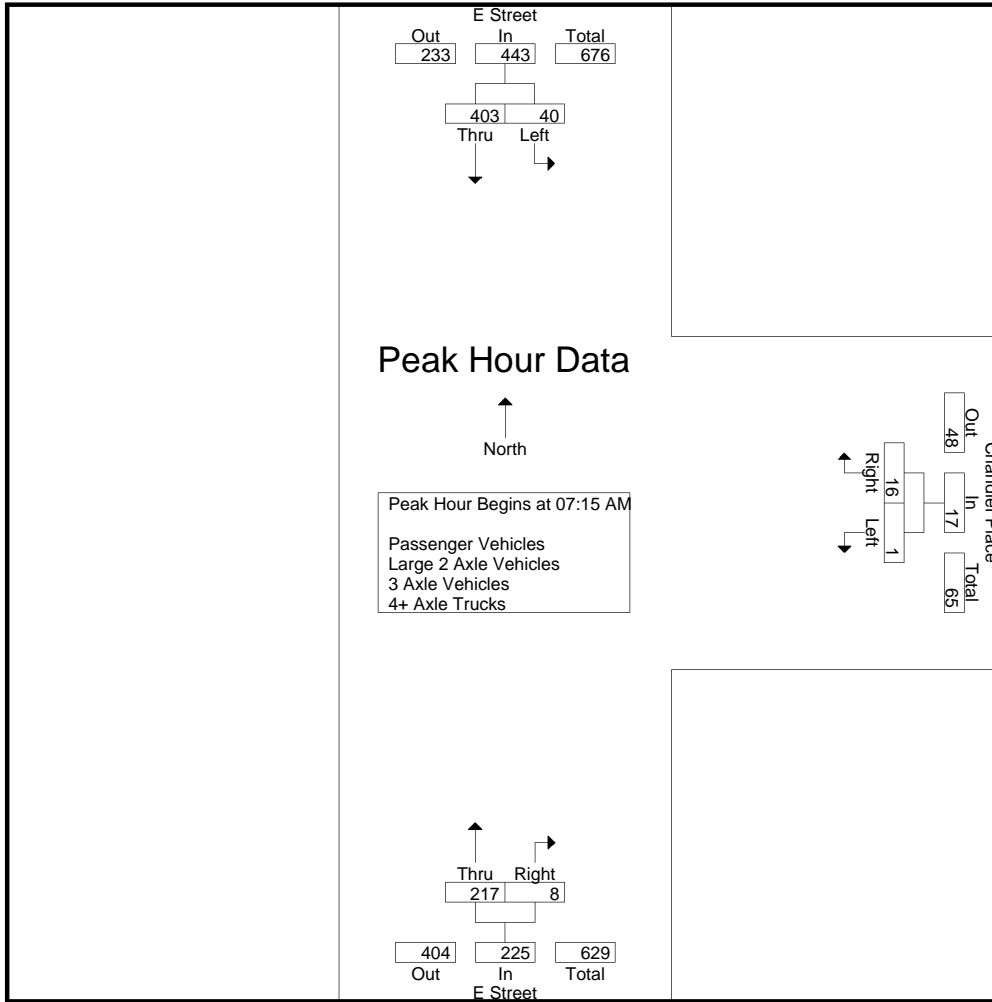 E Street
Out In Total
233 443 676
403 40
Thru Left
Peak Hour Data
North
Peak Hour Begins at 07:15 AM
Passenger Vehicles
Large 2 Axle Vehicles
3 Axle Vehicles
4+ Axle Trucks
Chandler Place
Out In Total
48 17 65
16 1
Right Left
Thru Right
217 8
404 225 629
Out In Total
E Street